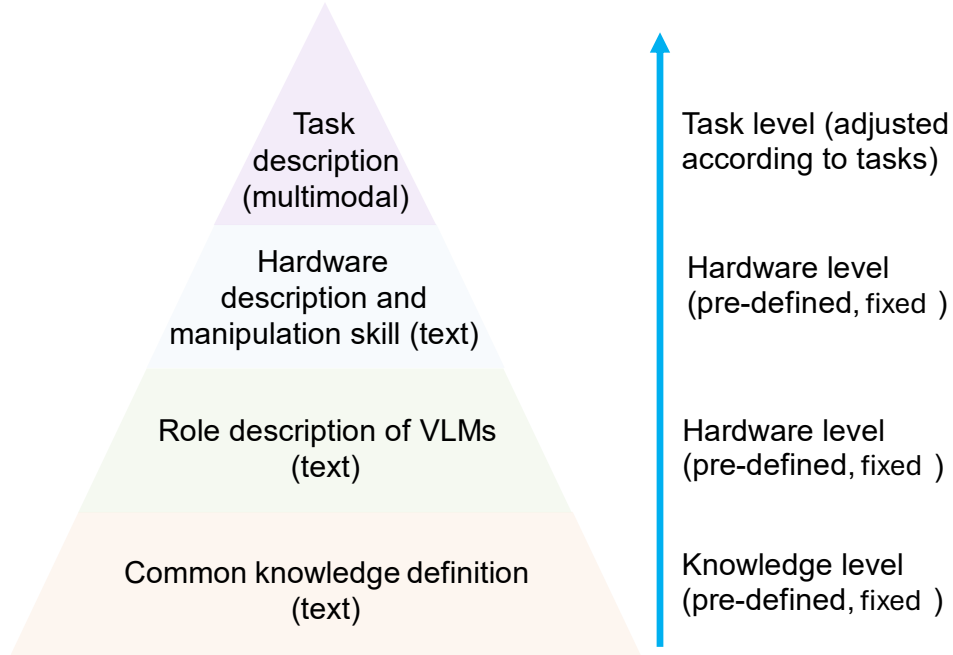 Task
description
(multimodal)
Task level (adjusted
according to tasks)
Hardware
description and
manipulation skill (text)
Hardware level
(pre-defined, fixed )
Role description of VLMs
(text)
Hardware level
(pre-defined, fixed )
Common knowledge definition
(text)
Knowledge level
(pre-defined, fixed )